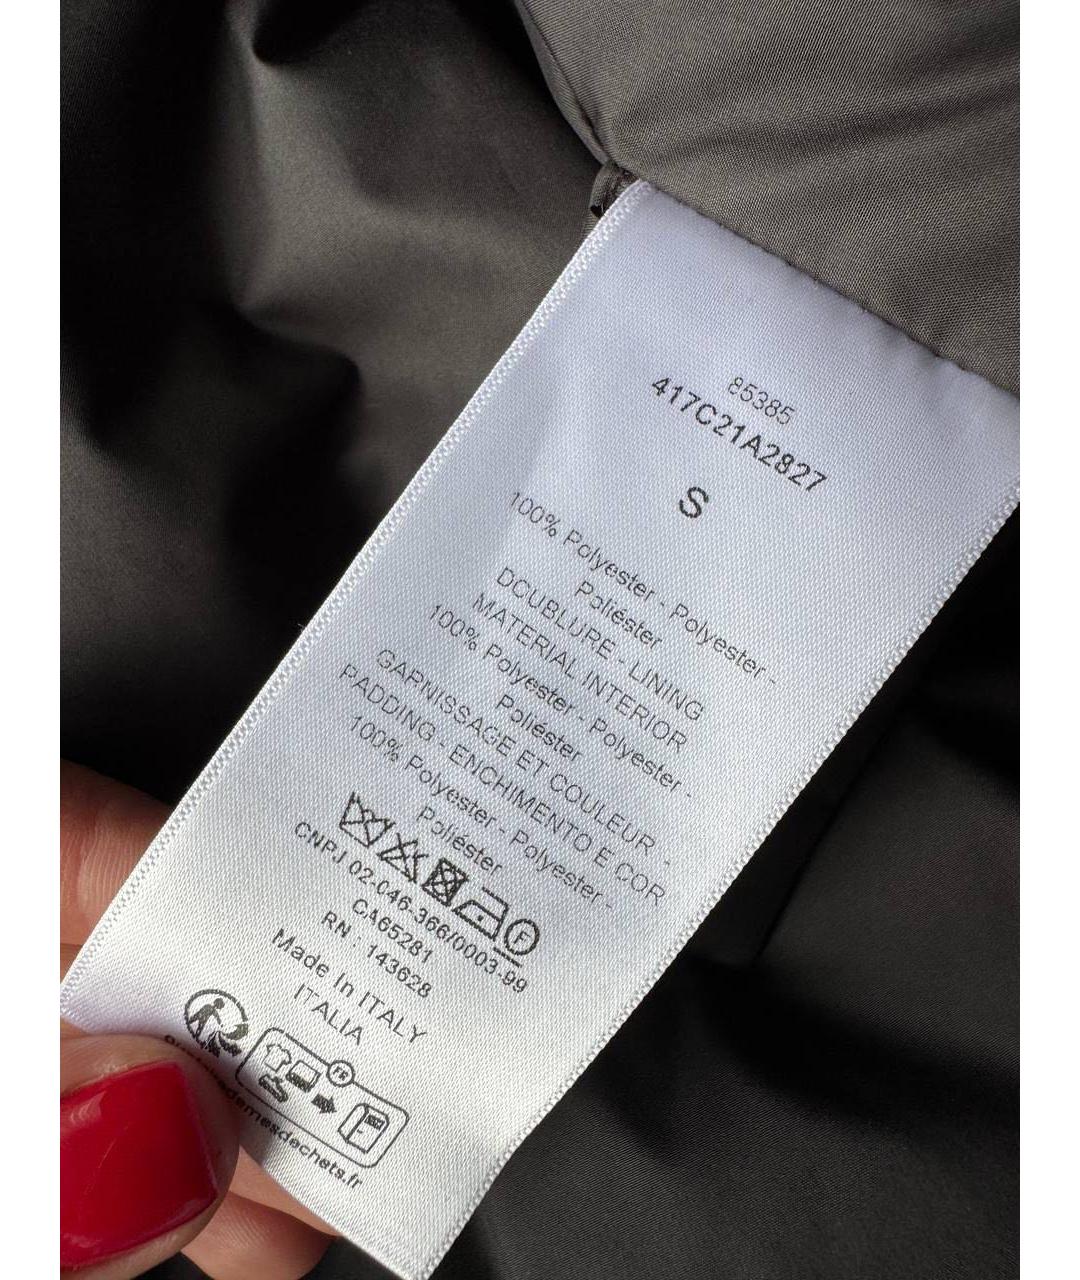 85385
417C21A2827
S
100% Polyester - Polyester -
Poliéster
DOUBLURE - LINING
MATERIAL INTERIOR
100% Polyester - Polyester -
Poliéster
GARNISSAGE ET COULEUR -
PADDING - ENCHIMENTO E COR
100% Polyester - Polyester -
Poliéster
F
CNPJ 02-046-366/0003-99
CA65281
RN : 143628
Made In ITALY
ITALIA
FR
quefairedemesdechets.fr